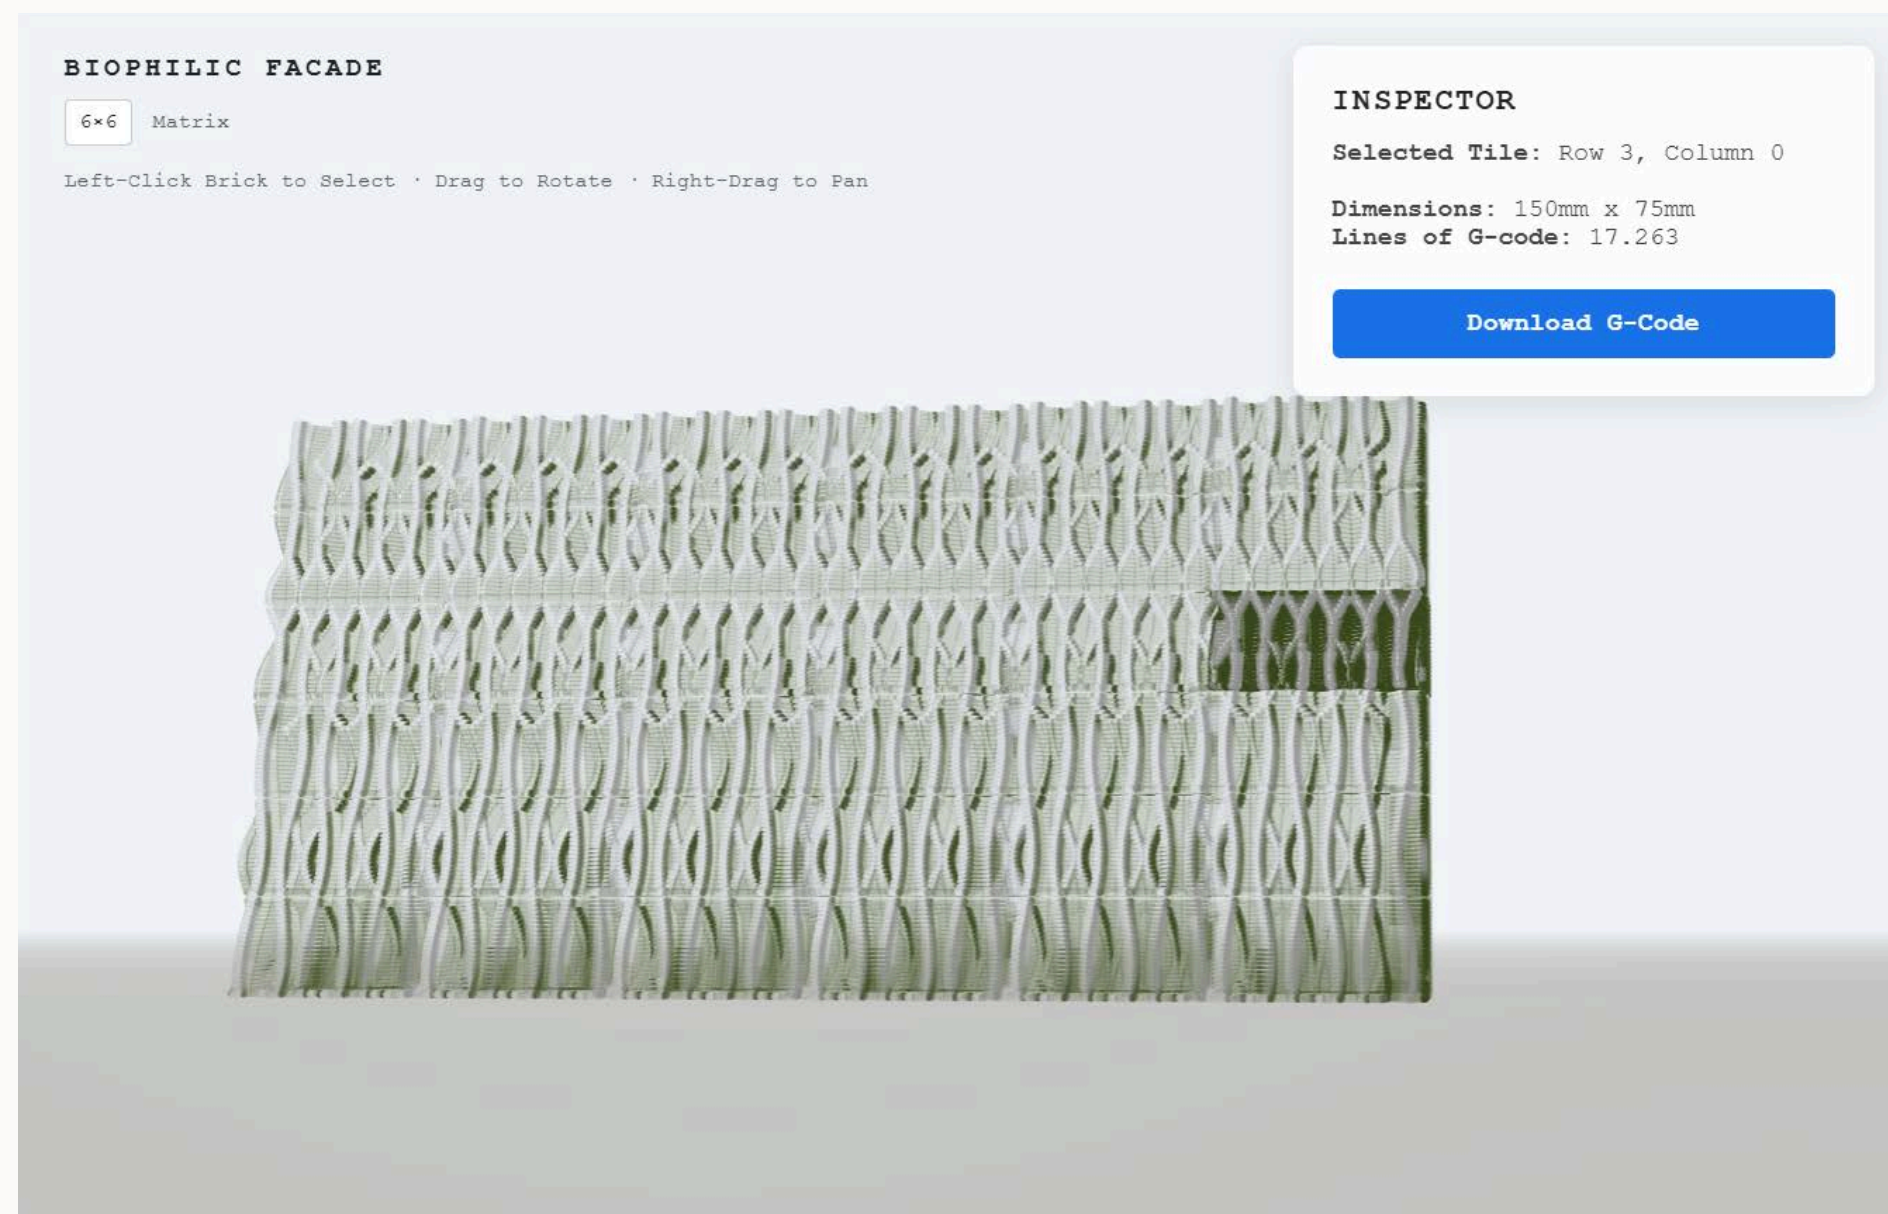 BIOPHILIC FACADE
6×6 Matrix
Left-Click Brick to Select · Drag to Rotate · Right-Drag to Pan
INSPECTOR
Selected Tile: Row 3, Column 0
Dimensions: 150mm x 75mm
Lines of G-code: 17.263
Download G-Code